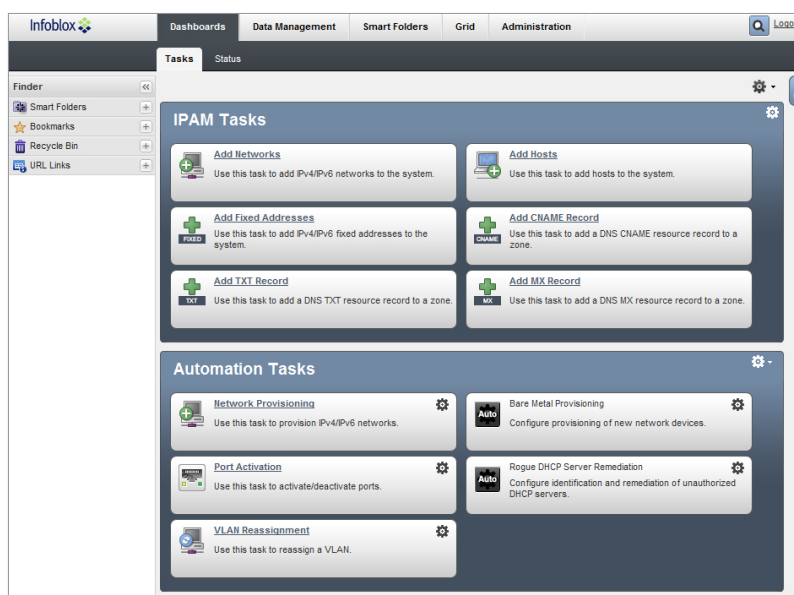 Infoblox
Dashboards Data Management Smart Folders Grid Administration
Logo
Tasks Status
Finder
Smart Folders
Bookmarks
Recycle Bin
URL Links
IPAM Tasks
Add Networks
Use this task to add IPv4/IPv6 networks to the system.
Add Hosts
Use this task to add hosts to the system.
Add Fixed Addresses
Use this task to add IPv4/IPv6 fixed addresses to the
system.
FIXED
Add CNAME Record
Use this task to add a DNS CNAME resource record to a
zone.
CNAME
Add TXT Record
Use this task to add a DNS TXT resource record to a zone.
TXT
Add MX Record
Use this task to add a DNS MX resource record to a zone.
MX
Automation Tasks
Network Provisioning
Use this task to provision IPv4/IPv6 networks.
Bare Metal Provisioning
Auto
Configure provisioning of new network devices.
Port Activation
Use this task to activate/deactivate ports.
Rogue DHCP Server Remediation
Auto
Configure identification and remediation of unauthorized
DHCP servers.
VLAN Reassignment
Use this task to reassign a VLAN.